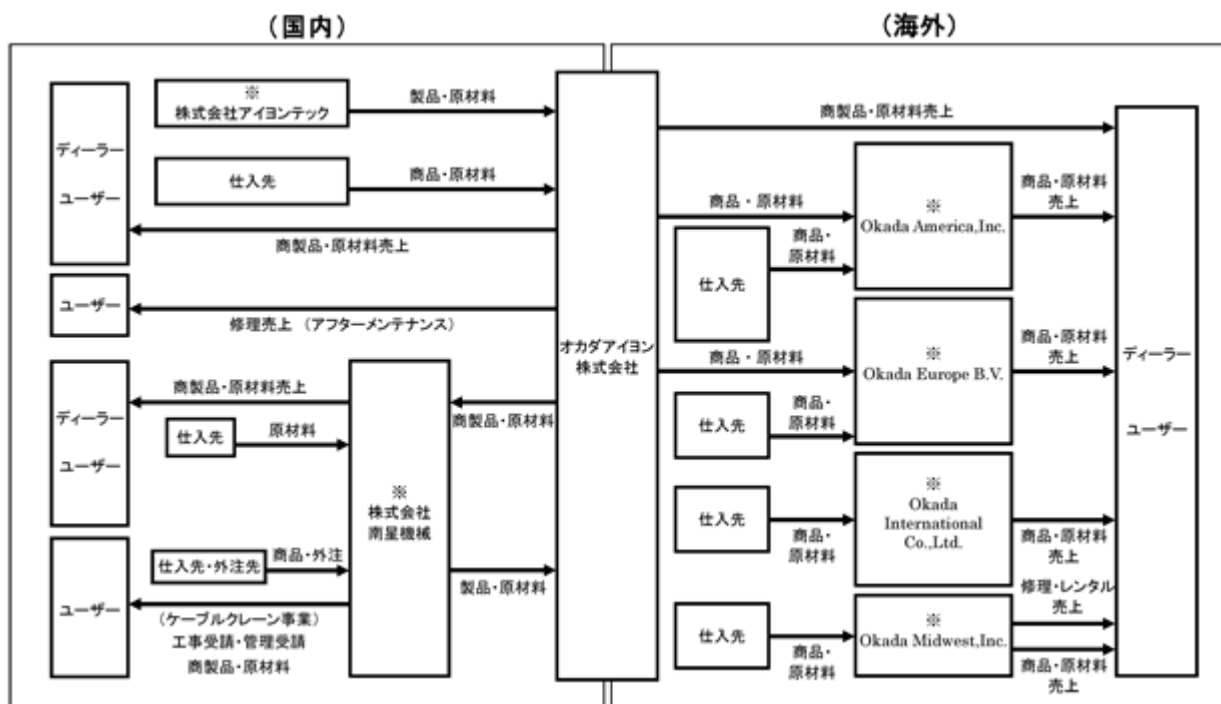 （国内）
（海外）
ディーラー
ユーザー
※
株式会社アイヨンテック
製品・原材料
仕入先
商品・原材料
商製品・原材料売上
ユーザー
修理売上 （アフターメンテナンス）
ディーラー
ユーザー
商製品・原材料売上
仕入先
原材料
※
株式会社
南星機械
商製品・原材料
ユーザー
仕入先・外注先
商品・外注
製品・原材料
（ケーブルクレーン事業）
工事受請・管理受請
商製品・原材料
オカダアイヨン
株式会社
商製品・原材料売上
商品・原材料
仕入先
商品・
原材料
※
Okada America,Inc.
商品・原材料
売上
商品・原材料
仕入先
商品・
原材料
※
Okada Europe B.V.
商品・原材料
売上
仕入先
商品・
原材料
※
Okada
International
Co.,Ltd.
商品・原材料
売上
仕入先
商品・
原材料
※
Okada Midwest,Inc.
修理・レンタル
売上
商品・原材料
売上
ディーラー
ユーザー